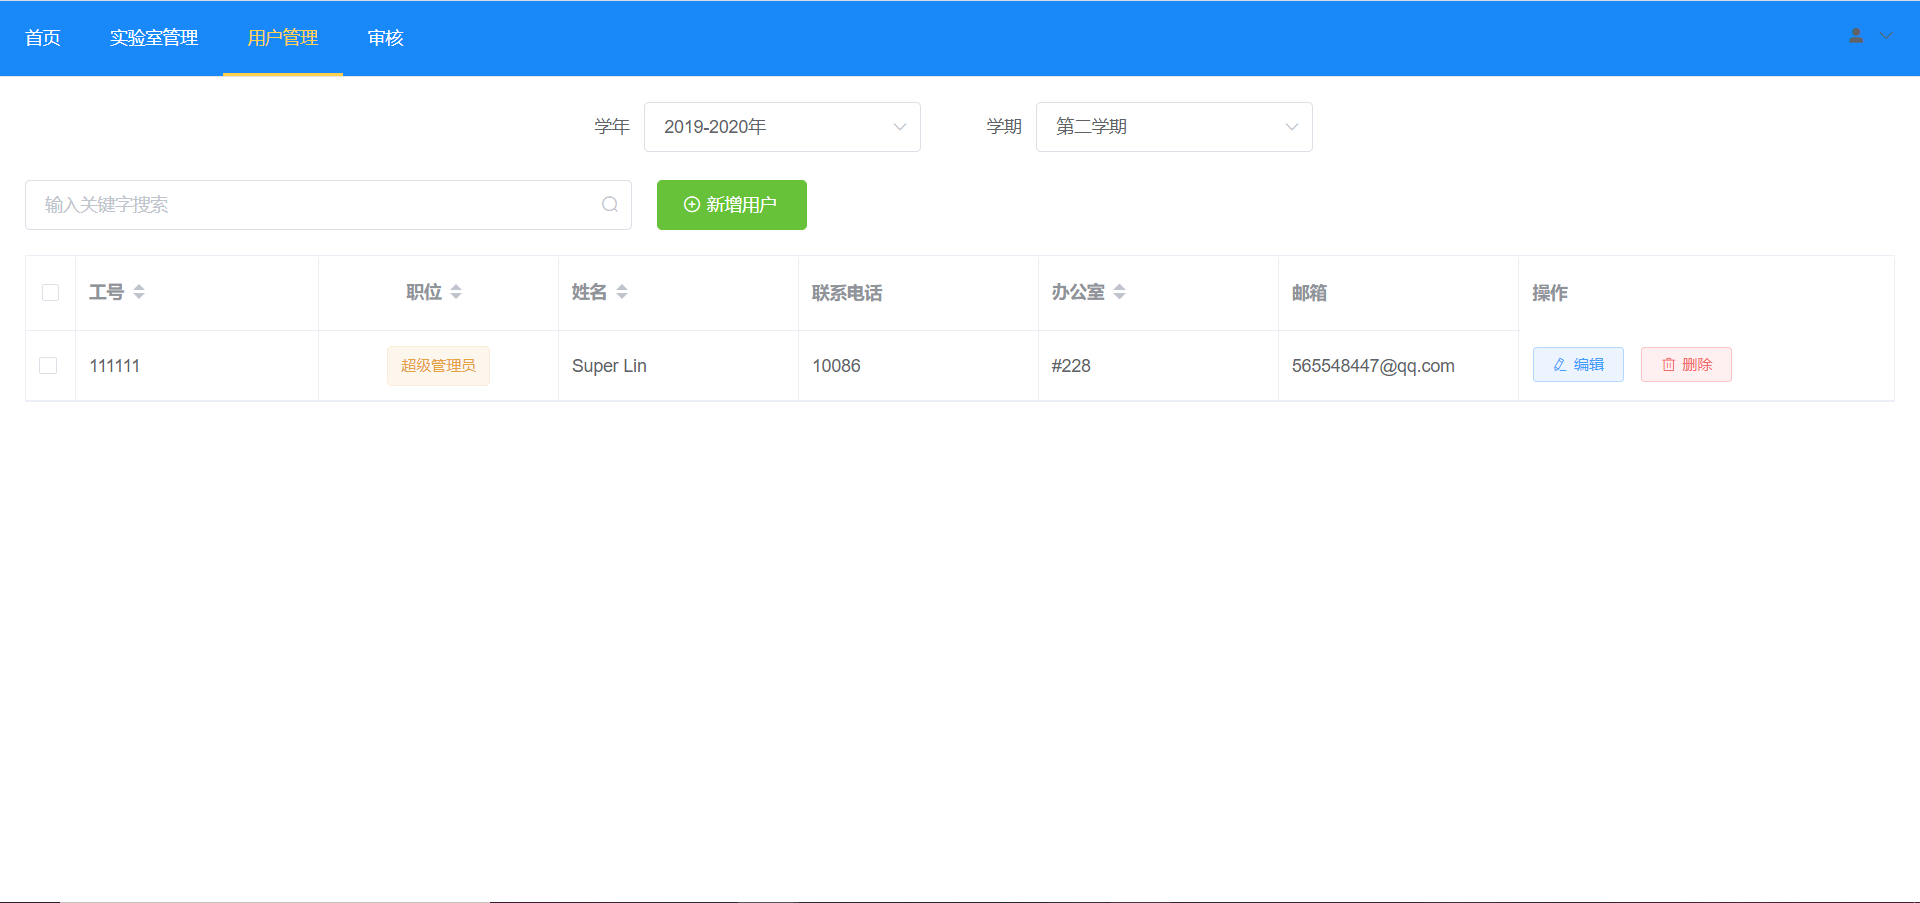 首页 实验室管理 用户管理 审核
学年 2019-2020年 学期 第二学期
输入关键字搜索 新增用户
工号 职位 姓名 联系电话 办公室 邮箱 操作
111111 超级管理员 Super Lin 10086 #228 565548447@qq.com 编辑 删除